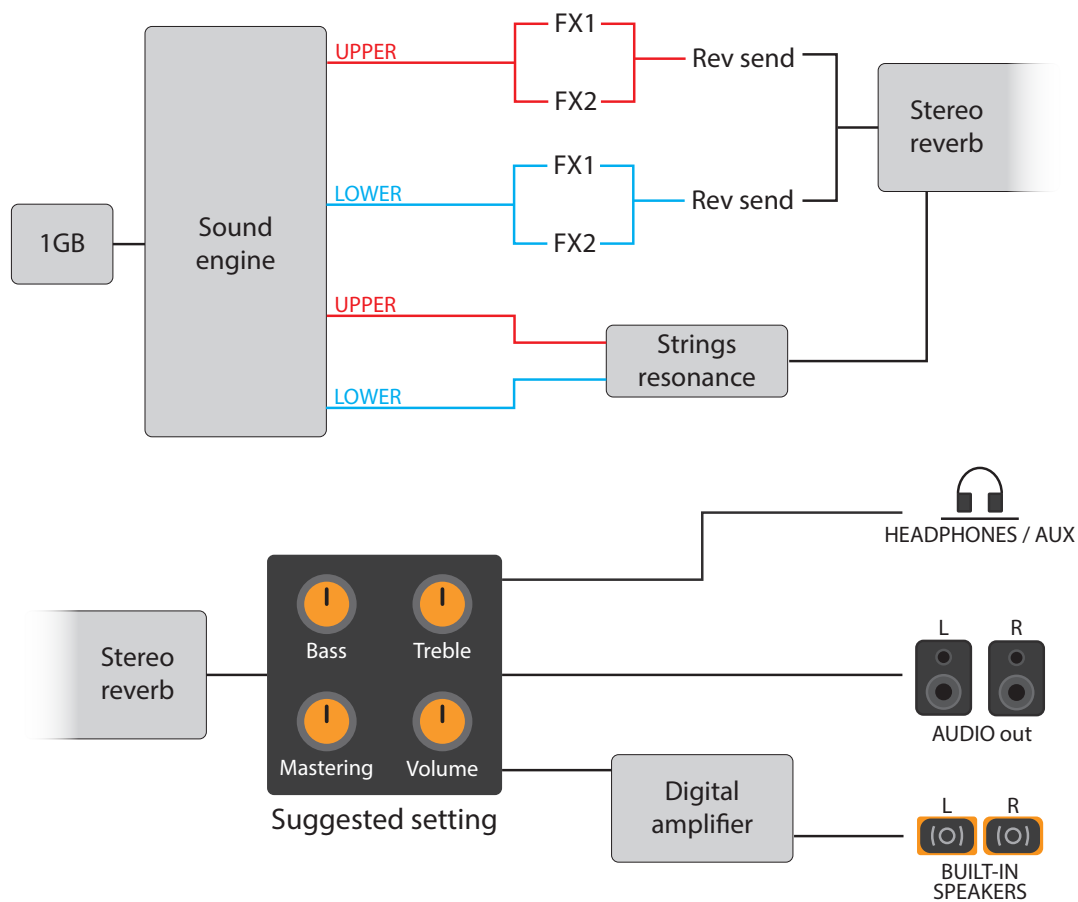 FX1
UPPER
Rev send
FX2
Stereo
reverb
FX1
LOWER
Rev send
FX2
1GB
Sound
engine
UPPER
Strings
resonance
LOWER
HEADPHONES / AUX
Stereo
reverb
Bass
Treble
Mastering
Volume
Suggested setting
L
R
AUDIO out
Digital
amplifier
L
R
BUILT-IN
SPEAKERS